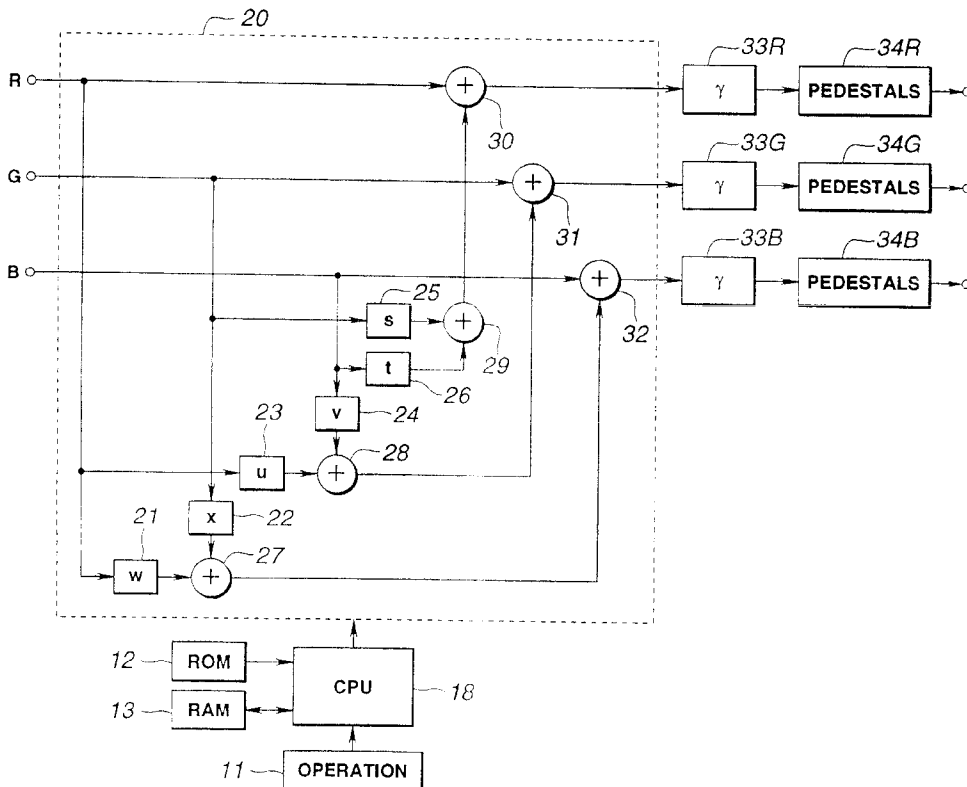 20
33R
34R
R
+
γ
PEDESTALS
30
33G
34G
G
+
γ
PEDESTALS
31
33B
34B
B
+
γ
PEDESTALS
32
25
s
+
29
t
26
23
v
24
u
+
28
21
x
22
27
w
+
12
ROM
CPU
18
13
RAM
11
OPERATION